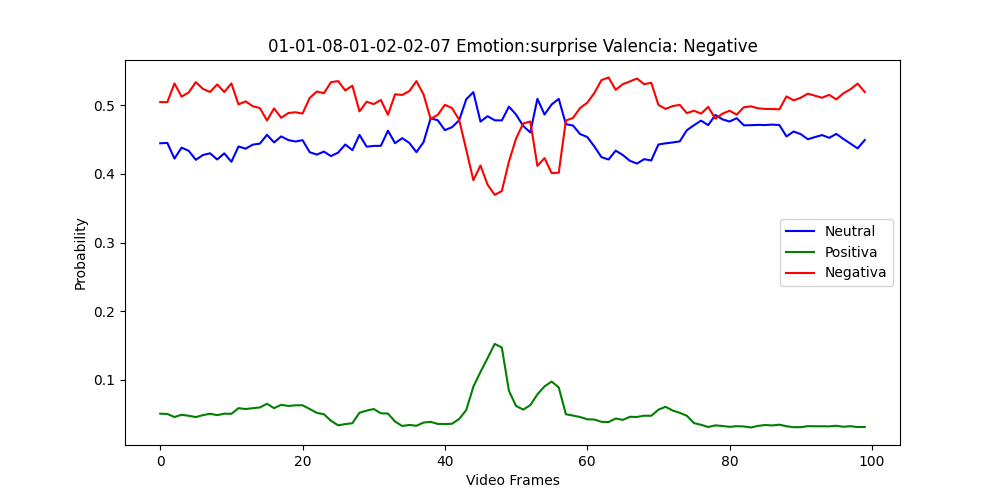 01-01-08-01-02-02-07 Emotion:surprise Valencia: Negative
0.5
0.4
0.3
0.2
0.1
Probability
Neutral
Positiva
Negativa
0 20 40 60 80 100
Video Frames